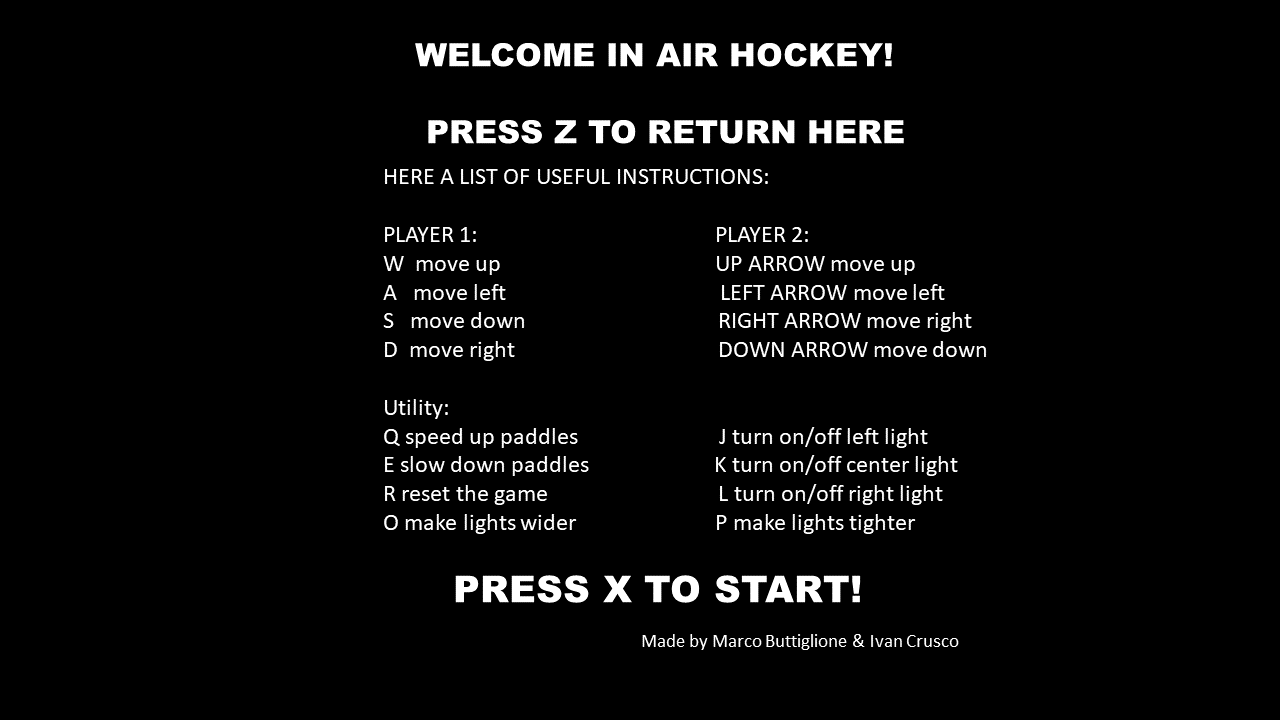 WELCOME IN AIR HOCKEY!
PRESS Z TO RETURN HERE
HERE A LIST OF USEFUL INSTRUCTIONS:
PLAYER 1: PLAYER 2:
W move up UP ARROW move up
A move left LEFT ARROW move left
S move down RIGHT ARROW move right
D move right DOWN ARROW move down
Utility:
Q speed up paddles J turn on/off left light
E slow down paddles K turn on/off center light
R reset the game L turn on/off right light
O make lights wider P make lights tighter
PRESS X TO START!
Made by Marco Buttiglione & Ivan Crusco